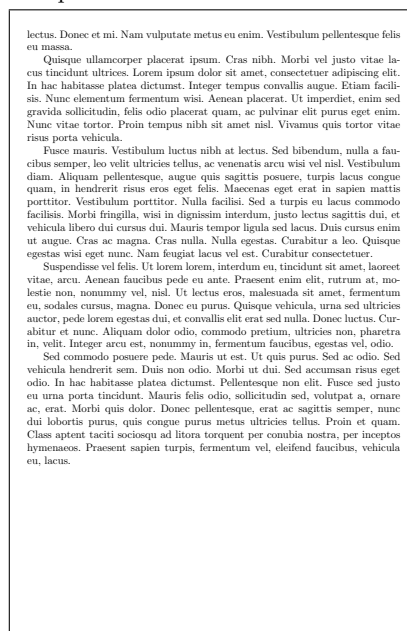 lectus. Donec et mi. Nam vulputate metus eu enim. Vestibulum pellentesque felis
eu massa.
Quisque ullamcorper placerat ipsum. Cras nibh. Morbi vel justo vitae la-
cus tincidunt ultrices. Lorem ipsum dolor sit amet, consectetuer adipiscing elit.
In hac habitasse platea dictumst. Integer tempus convallis augue. Etiam facili-
sis. Nunc elementum fermentum wisi. Aenean placerat. Ut imperdiet, enim sed
gravida sollicitudin, felis odio placerat quam, ac pulvinar elit purus eget enim.
Nunc vitae tortor. Proin tempus nibh sit amet nisl. Vivamus quis tortor vitae
risus porta vehicula.
Fusce mauris. Vestibulum luctus nibh at lectus. Sed bibendum, nulla a fau-
cibus semper, leo velit ultricies tellus, ac venenatis arcu wisi vel nisl. Vestibulum
diam. Aliquam pellentesque, augue quis sagittis posuere, turpis lacus congue
quam, in hendrerit risus eros eget felis. Maecenas eget erat in sapien mattis
porttitor. Vestibulum porttitor. Nulla facilisi. Sed a turpis eu lacus commodo
facilisis. Morbi fringilla, wisi in dignissim interdum, justo lectus sagittis dui, et
vehicula libero dui cursus dui. Mauris tempor ligula sed lacus. Duis cursus enim
ut augue. Cras ac magna. Cras nulla. Nulla egestas. Curabitur a leo. Quisque
egestas wisi eget nunc. Nam feugiat lacus vel est. Curabitur consectetuer.
Suspendisse vel felis. Ut lorem lorem, interdum eu, tincidunt sit amet, laoreet
vitae, arcu. Aenean faucibus pede eu ante. Praesent enim elit, rutrum at, mo-
lestie non, nonummy vel, nisl. Ut lectus eros, malesuada sit amet, fermentum
eu, sodales cursus, magna. Donec eu purus. Quisque vehicula, urna sed ultricies
auctor, pede lorem egestas dui, et convallis elit erat sed nulla. Donec luctus. Cur-
abitur et nunc. Aliquam dolor odio, commodo pretium, ultricies non, pharetra
in, velit. Integer arcu est, nonummy in, fermentum faucibus, egestas vel, odio.
Sed commodo posuere pede. Mauris ut est. Ut quis purus. Sed ac odio. Sed
vehicula hendrerit sem. Duis non odio. Morbi ut dui. Sed accumsan risus eget
odio. In hac habitasse platea dictumst. Pellentesque non elit. Fusce sed justo
eu urna porta tincidunt. Mauris felis odio, sollicitudin sed, volutpat a, ornare
ac, erat. Morbi quis dolor. Donec pellentesque, erat ac sagittis semper, nunc
dui lobortis purus, quis congue purus metus ultricies tellus. Proin et quam.
Class aptent taciti sociosqu ad litora torquent per conubia nostra, per inceptos
hymenaeos. Praesent sapien turpis, fermentum vel, eleifend faucibus, vehicula
eu, lacus.